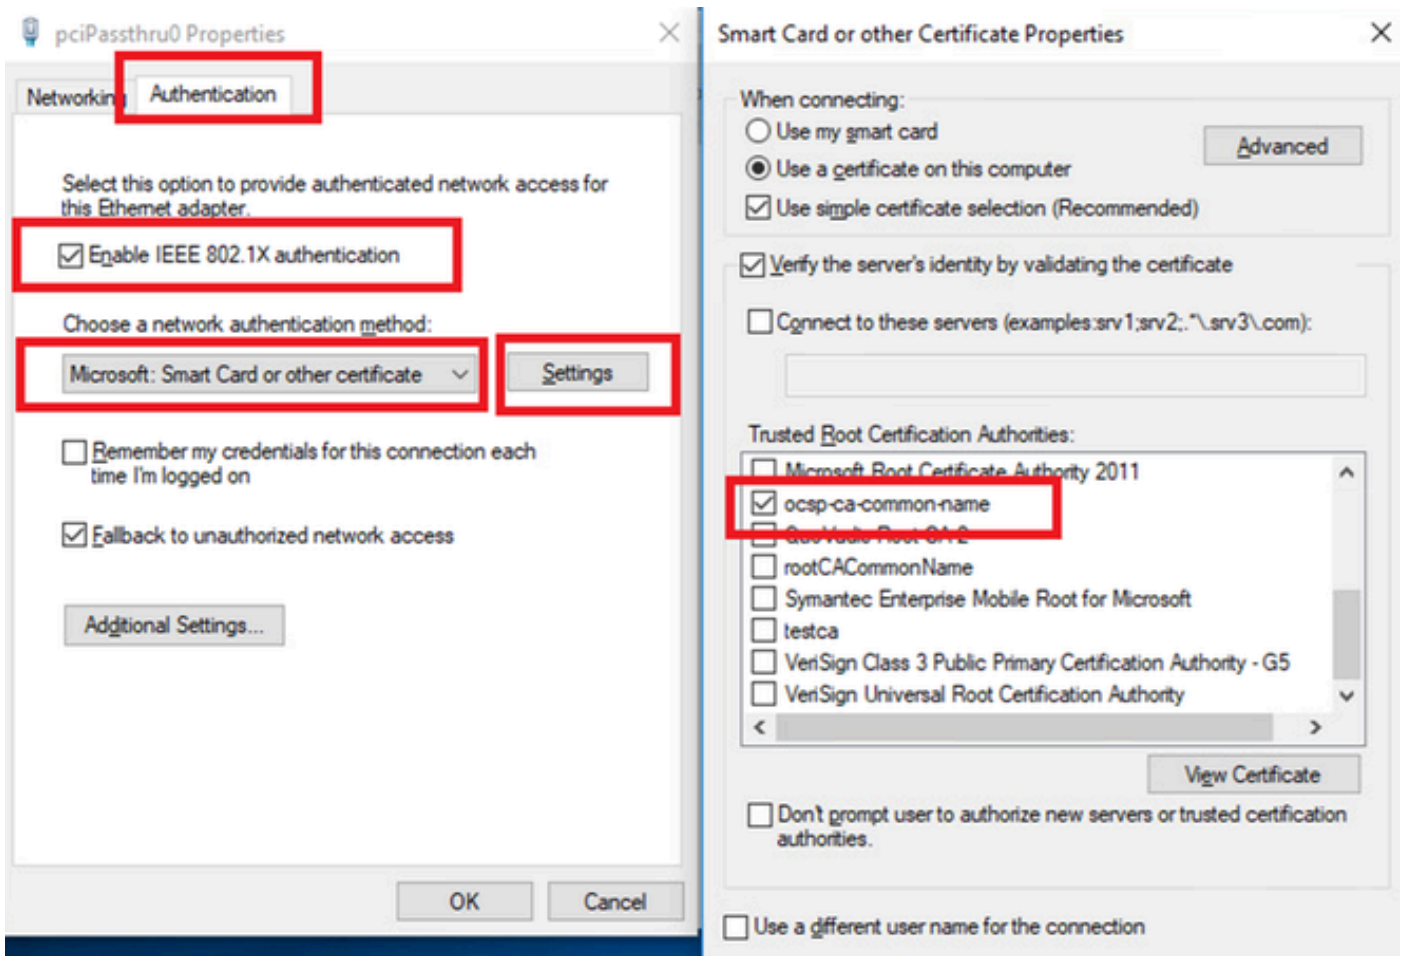 pciPassthru0 Properties
Networking
Authentication
Select this option to provide authenticated network access for
this Ethernet adapter.
Enable IEEE 802.1X authentication
Choose a network authentication method:
Microsoft: Smart Card or other certificate
Settings
Remember my credentials for this connection each
time I'm logged on
Fallback to unauthorized network access
Additional Settings...
OK
Cancel
Smart Card or other Certificate Properties
When connecting:
Use my smart card
Advanced
Use a certificate on this computer
Use simple certificate selection (Recommended)
Verify the server's identity by validating the certificate
Connect to these servers (examples:srv1;srv2;.*\.srv3\.com):
Trusted Root Certification Authorities:
Microsoft Root Certificate Authority 2011
ocsp-ca-common-name
QuoVadis Root CA 2
rootCACommonName
Symantec Enterprise Mobile Root for Microsoft
testca
VeriSign Class 3 Public Primary Certification Authority - G5
VeriSign Universal Root Certification Authority
View Certificate
Don't prompt user to authorize new servers or trusted certification
authorities.
Use a different user name for the connection